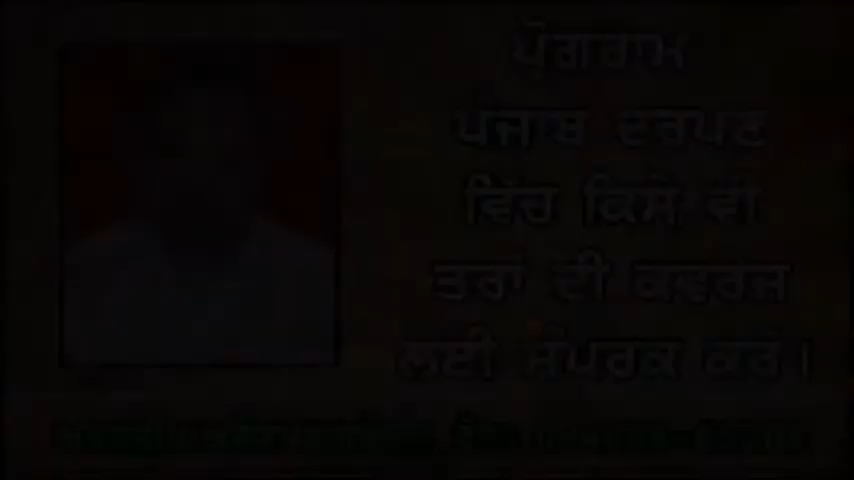 ਪ੍ਰੋਗਰਾਮ
ਪੰਜਾਬ ਦਰਪਣ
ਵਿੱਚ ਕਿਸੇ ਵੀ
ਤਰਾਂ ਦੀ ਕਵਰੇਜ਼
ਲਈ ਸੰਪਰਕ ਕਰੋ।